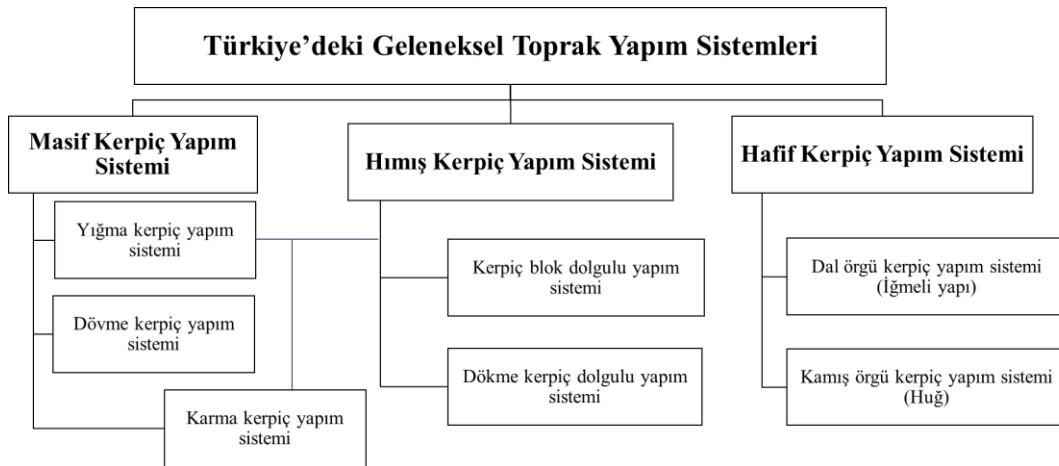 Türkiye’deki Geleneksel Toprak Yapım Sistemleri
Masif Kerpiç Yapım
Sistemi
Yığma kerpiç yapım
sistemi
Dövme kerpiç yapım
sistemi
Karma kerpiç yapım
sistemi
Hımış Kerpiç Yapım Sistemi
Kerpiç blok dolgulu yapım
sistemi
Dökme kerpiç dolgulu yapım
sistemi
Hafif Kerpiç Yapım Sistemi
Dal örgü kerpiç yapım sistemi
(İğmeli yapı)
Kamış örgü kerpiç yapım sistemi
(Huğ)